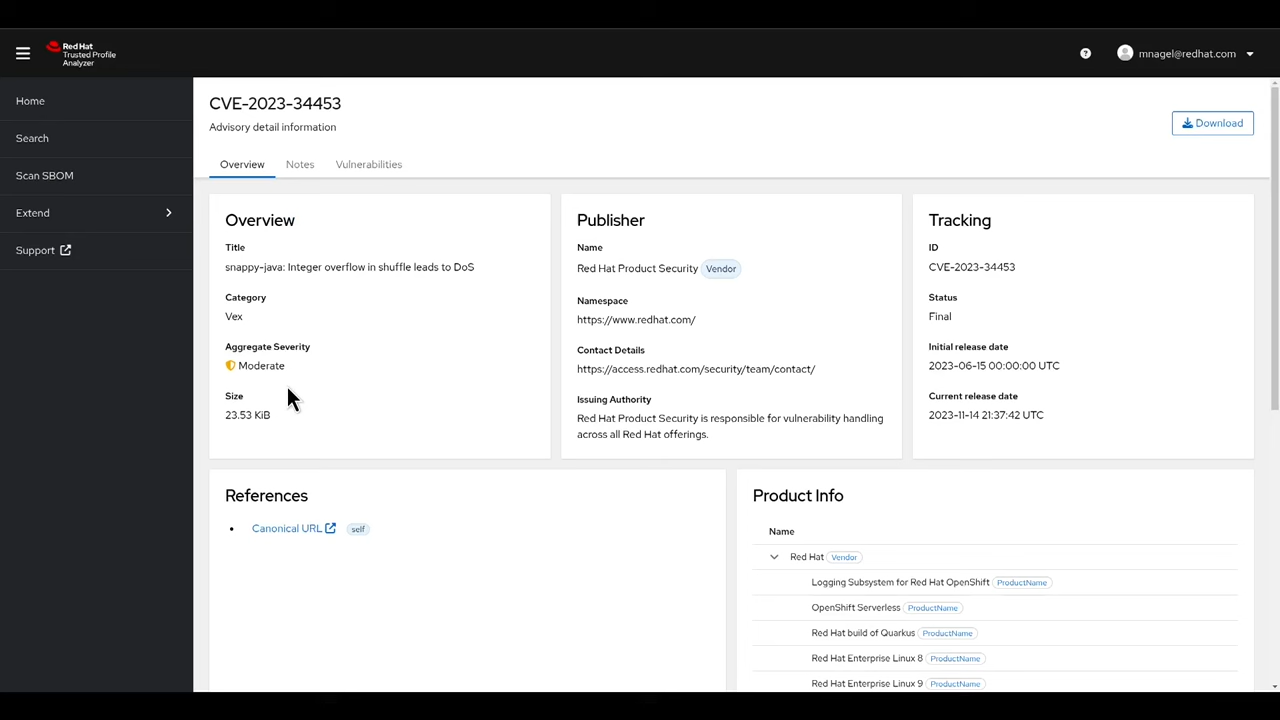 Red Hat
Trusted Profile
Analyzer
mnagel@redhat.com
Home
Search
Scan SBOM
Extend
Support
CVE-2023-34453
Advisory detail information
Download
Overview Notes Vulnerabilities
Overview
Title
snappy-java: Integer overflow in shuffle leads to DoS
Category
Vex
Aggregate Severity
Moderate
Size
23.53 KiB
Publisher
Name
Red Hat Product Security Vendor
Namespace
https://www.redhat.com/
Contact Details
https://access.redhat.com/security/team/contact/
Issuing Authority
Red Hat Product Security is responsible for vulnerability handling
across all Red Hat offerings.
Tracking
ID
CVE-2023-34453
Status
Final
Initial release date
2023-06-15 00:00:00 UTC
Current release date
2023-11-14 21:37:42 UTC
References
• Canonical URL self
Product Info
Name
Red Hat Vendor
Logging Subsystem for Red Hat OpenShift ProductName
OpenShift Serverless ProductName
Red Hat build of Quarkus ProductName
Red Hat Enterprise Linux 8 ProductName
Red Hat Enterprise Linux 9 ProductName